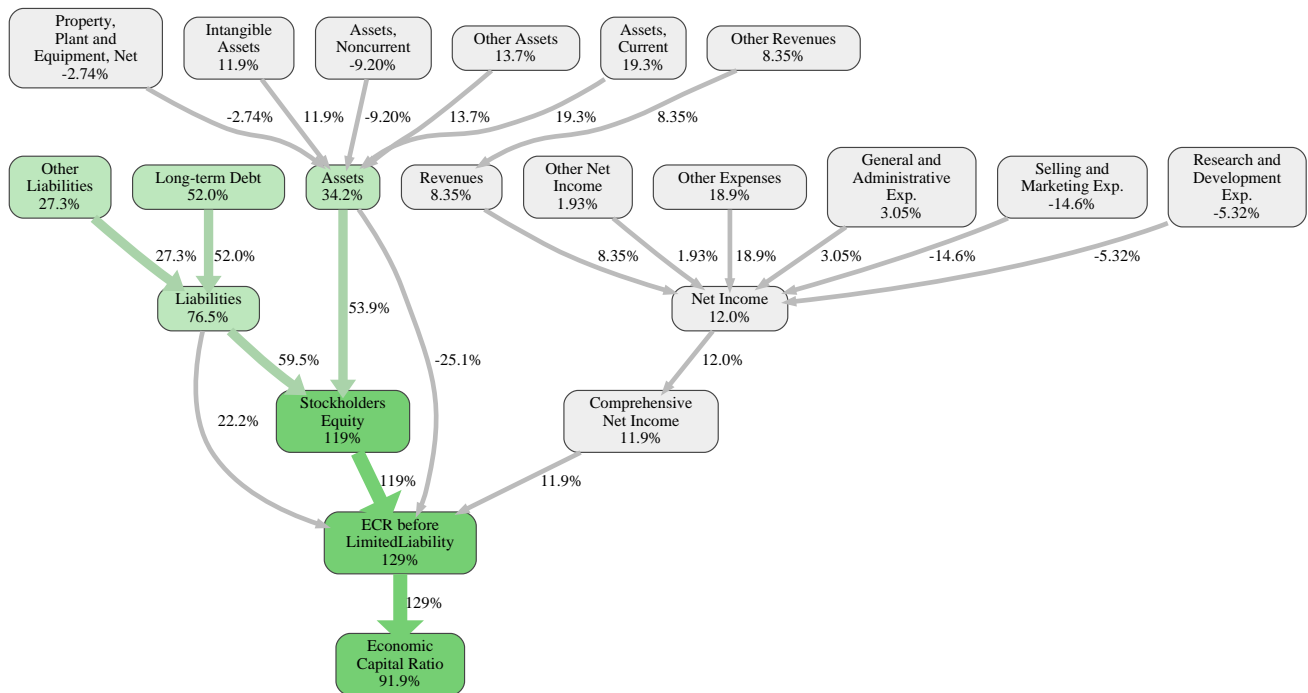 Property,
Plant and
Equipment, Net
-2.74%
Intangible
Assets
11.9%
Assets,
Noncurrent
-9.20%
Other Assets
13.7%
Assets,
Current
19.3%
Other Revenues
8.35%
-2.74%
11.9%
-9.20%
13.7%
19.3%
8.35%
Other
Liabilities
27.3%
Long-term Debt
52.0%
Assets
34.2%
Revenues
8.35%
Other Net
Income
1.93%
Other Expenses
18.9%
General and
Administrative
Exp.
3.05%
Selling and
Marketing Exp.
-14.6%
Research and
Development
Exp.
-5.32%
27.3%
52.0%
8.35%
1.93%
18.9%
3.05%
-14.6%
-5.32%
Liabilities
76.5%
53.9%
Net Income
12.0%
59.5%
-25.1%
12.0%
22.2%
Stockholders
Equity
119%
Comprehensive
Net Income
11.9%
119%
11.9%
ECR before
LimitedLiability
129%
129%
Economic
Capital Ratio
91.9%